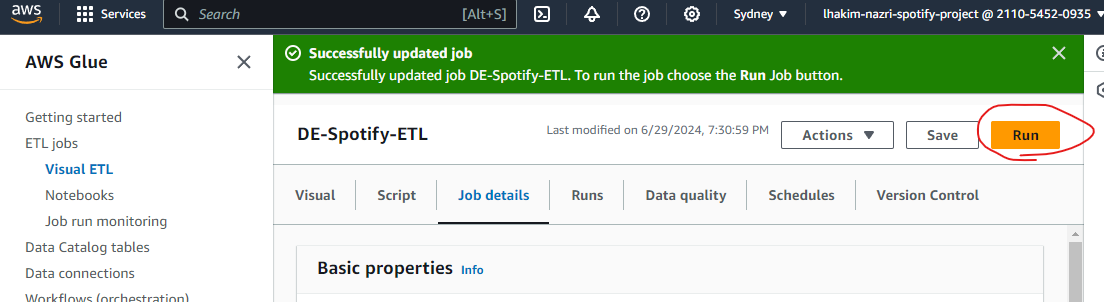 aws
Services
Search
[Alt+S]
Sydney
lhakim-nazri-spotify-project @ 2110-5452-0935
AWS Glue
Getting started
ETL jobs
Visual ETL
Notebooks
Job run monitoring
Data Catalog tables
Data connections
Workflows (orchestration)
Successfully updated job
Successfully updated job DE-Spotify-ETL. To run the job choose the Run Job button.
DE-Spotify-ETL
Last modified on 6/29/2024, 7:30:59 PM
Actions
Save
Run
Visual
Script
Job details
Runs
Data quality
Schedules
Version Control
Basic properties Info